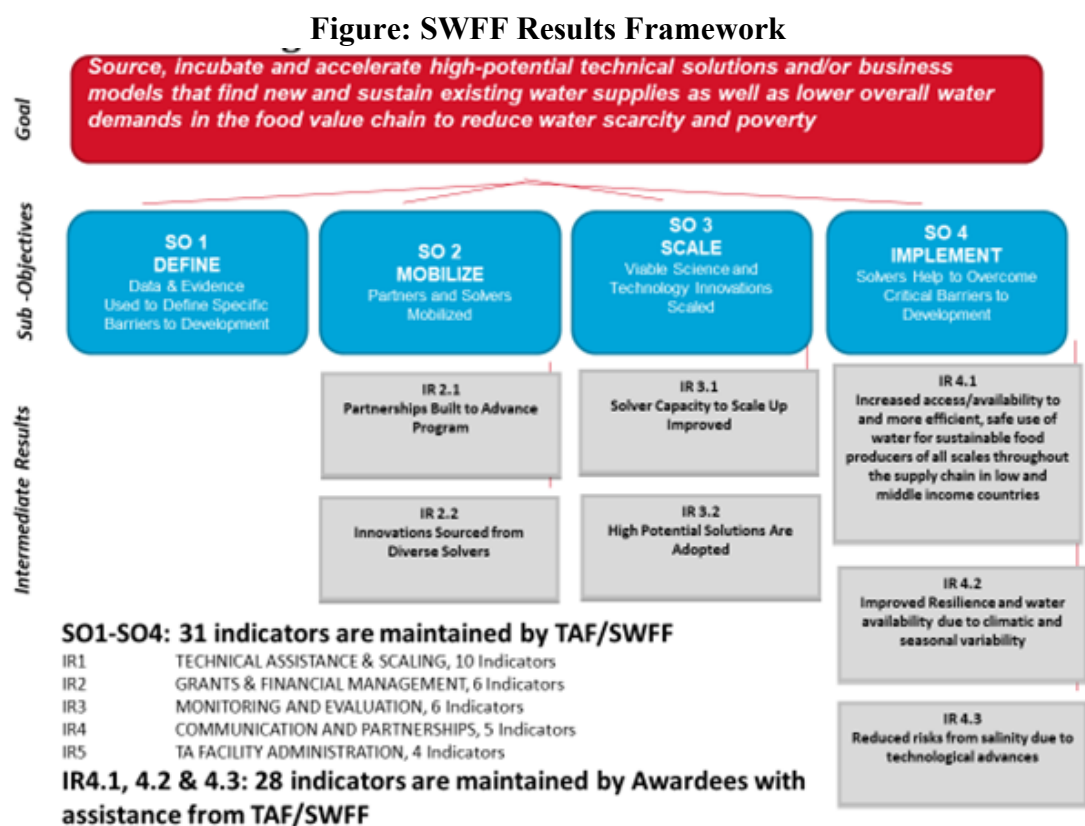 Figure: SWFF Results Framework
Goal
Source, incubate and accelerate high-potential technical solutions and/or business
models that find new and sustain existing water supplies as well as lower overall water
demands in the food value chain to reduce water scarcity and poverty
Sub -Objectives
SO 1
DEFINE
Data & Evidence
Used to Define Specific
Barriers to Development
SO 2
MOBILIZE
Partners and Solvers
Mobilized
SO 3
SCALE
Viable Science and
Technology Innovations
Scaled
SO 4
IMPLEMENT
Solvers Help to Overcome
Critical Barriers to
Development
Intermediate Results
IR 2.1
Partnerships Built to Advance
Program
IR 2.2
Innovations Sourced from
Diverse Solvers
IR 3.1
Solver Capacity to Scale Up
Improved
IR 3.2
High Potential Solutions Are
Adopted
IR 4.1
Increased access/availability to
and more efficient, safe use of
water for sustainable food
producers of all scales throughout
the supply chain in low and
middle income countries
IR 4.2
Improved Resilience and water
availability due to climatic and
seasonal variability
IR 4.3
Reduced risks from salinity due to
technological advances
SO1-SO4: 31 indicators are maintained by TAF/SWFF
IR1 TECHNICAL ASSISTANCE & SCALING, 10 Indicators
IR2 GRANTS & FINANCIAL MANAGEMENT, 6 Indicators
IR3 MONITORING AND EVALUATION, 6 Indicators
IR4 COMMUNICATION AND PARTNERSHIPS, 5 Indicators
IR5 TA FACILITY ADMINISTRATION, 4 Indicators
IR4.1, 4.2 & 4.3: 28 indicators are maintained by Awardees with
assistance from TAF/SWFF